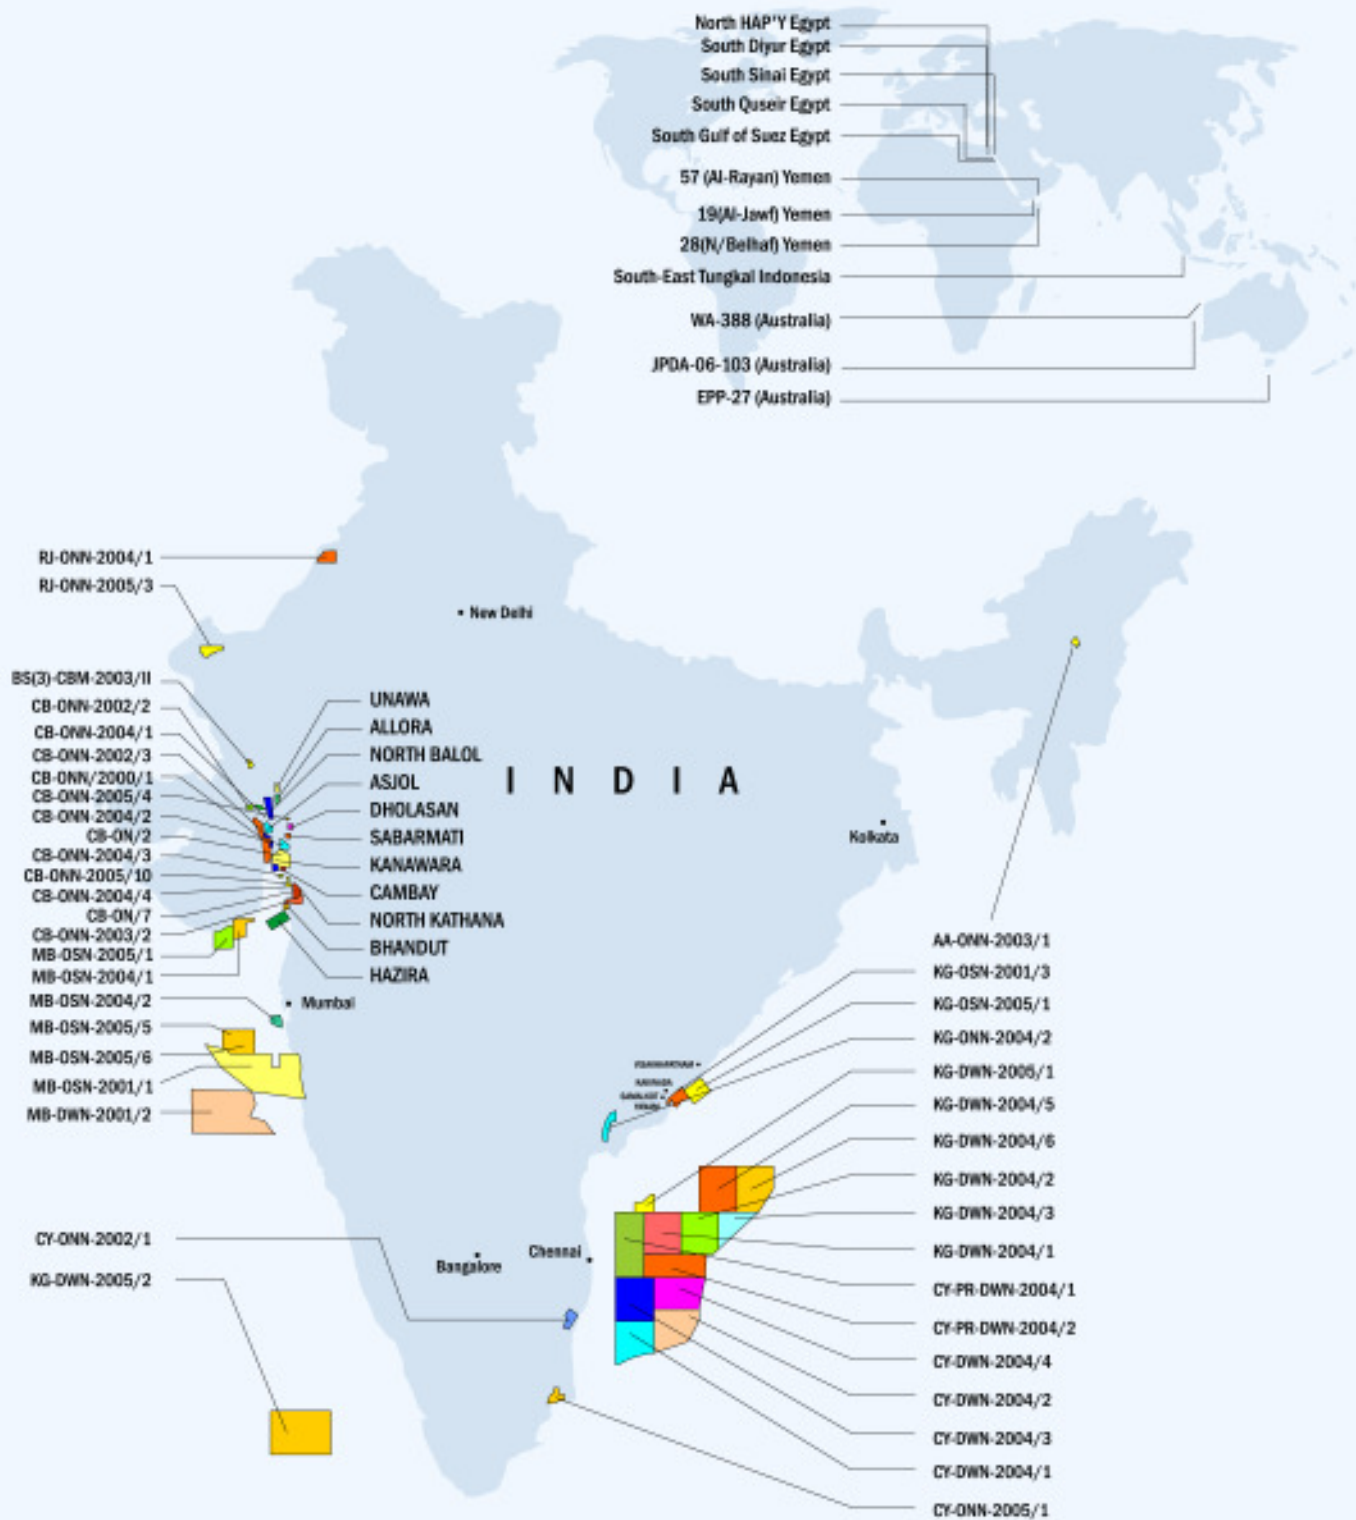 North HAP'Y Egypt
South Diyur Egypt
South Sinai Egypt
South Quseir Egypt
South Gulf of Suez Egypt
57 (Al-Rayan) Yemen
19(Al-Jawf) Yemen
28(N/Belhaf) Yemen
South-East Tungkal Indonesia
WA-388 (Australia)
JPDA-06-103 (Australia)
EPP-27 (Australia)
RJ-ONN-2004/1
RJ-ONN-2005/3
New Delhi
BS(3)-CBM-2003/II
CB-ONN-2002/2
CB-ONN-2004/1
CB-ONN-2002/3
CB-ONN/2000/1
CB-ONN-2005/4
CB-ONN-2004/2
CB-ON/2
CB-ONN-2004/3
CB-ONN-2005/10
CB-ONN-2004/4
CB-ON/7
CB-ONN-2003/2
MB-OSN-2005/1
MB-OSN-2004/1
MB-OSN-2004/2
MB-OSN-2005/5
MB-OSN-2005/6
MB-OSN-2001/1
MB-DWN-2001/2
UNAWA
ALLORA
NORTH BALOL
ASJOL
DHOLASAN
SABARMATI
KANAWARA
CAMBAY
NORTH KATHANA
BHANDUT
HAZIRA
INDIA
Kolkata
Mumbai
Bangalore
Chennai
CY-ONN-2002/1
KG-DWN-2005/2
AA-ONN-2003/1
KG-OSN-2001/3
KG-OSN-2005/1
KG-ONN-2004/2
KG-DWN-2005/1
KG-DWN-2004/5
KG-DWN-2004/6
KG-DWN-2004/2
KG-DWN-2004/3
KG-DWN-2004/1
CY-PR-DWN-2004/1
CY-PR-DWN-2004/2
CY-DWN-2004/4
CY-DWN-2004/2
CY-DWN-2004/3
CY-DWN-2004/1
CY-ONN-2005/1